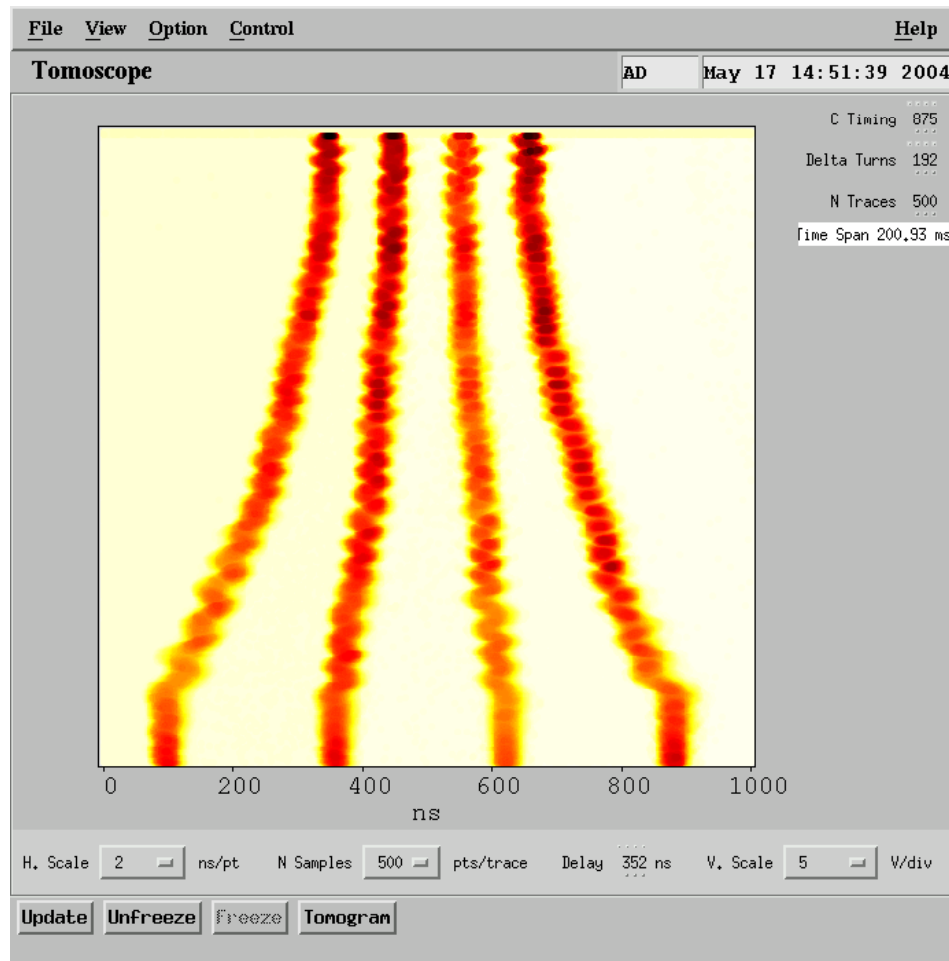 File View Option Control Help
Tomoscope AD May 17 14:51:39 2004
C Timing 875
Delta Turns 192
N Traces 500
Time Span 200.93 ms
0 200 400 600 800 1000
ns
H. Scale 2 ns/pt N Samples 500 pts/trace Delay 352 ns V. Scale 5 V/div
Update Unfreeze Freeze Tomogram